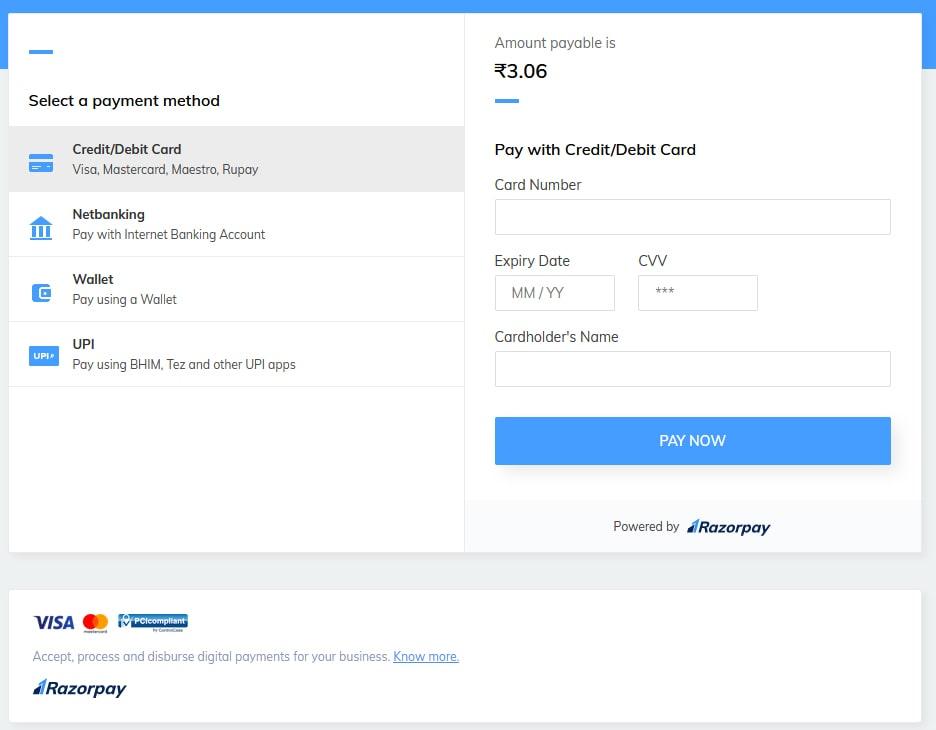 Select a payment method
Credit/Debit Card
Visa, Mastercard, Maestro, Rupay
Netbanking
Pay with Internet Banking Account
Wallet
Pay using a Wallet
UPI
UPI
Pay using BHIM, Tez and other UPI apps
Amount payable is
₹3.06
Pay with Credit/Debit Card
Card Number
Expiry Date CVV
MM / YY ***
Cardholder's Name
PAY NOW
Powered by Razorpay
VISA mastercard PCIcompliant
Accept, process and disburse digital payments for your business. Know more.
Razorpay